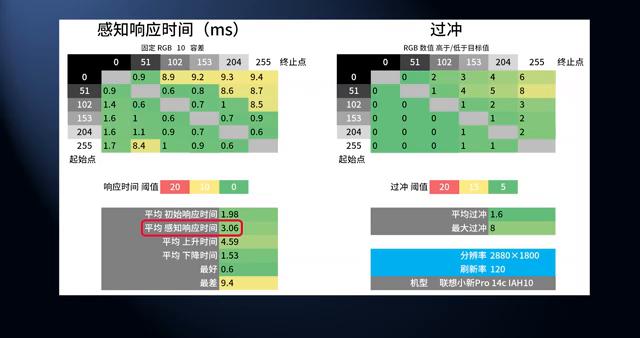 感知响应时间（ms）
固定 RGB 10 容差
0 51 102 153 204 255 终止点
0 0.9 8.9 9.2 9.3 9.4
51 0.9 0.6 0.8 8.6 8.7
102 1.4 0.6 0.7 1 8.5
153 1.6 1 0.6 0.7 0.9
204 1.6 1.1 0.9 0.7 0.6
255 1.7 8.4 1 0.9 0.6
起始点
响应时间 阈值 20 10 0
平均 初始响应时间 1.98
平均 感知响应时间 3.06
平均 上升时间 4.59
平均 下降时间 1.53
最好 0.6
最差 9.4
过冲
RGB 数值 高于/低于目标值
0 51 102 153 204 255 终止点
0 0 2 3 4 6
51 0 1 4 5 8
102 0 0 1 2 3
153 0 0 0 1 2
204 0 0 0 1 2
255 0 0 0 1 1
起始点
过冲 阈值 20 15 5
平均过冲 1.6
最大过冲 8
分辨率 2880×1800
刷新率 120
机型 联想小新Pro 14c IAH10